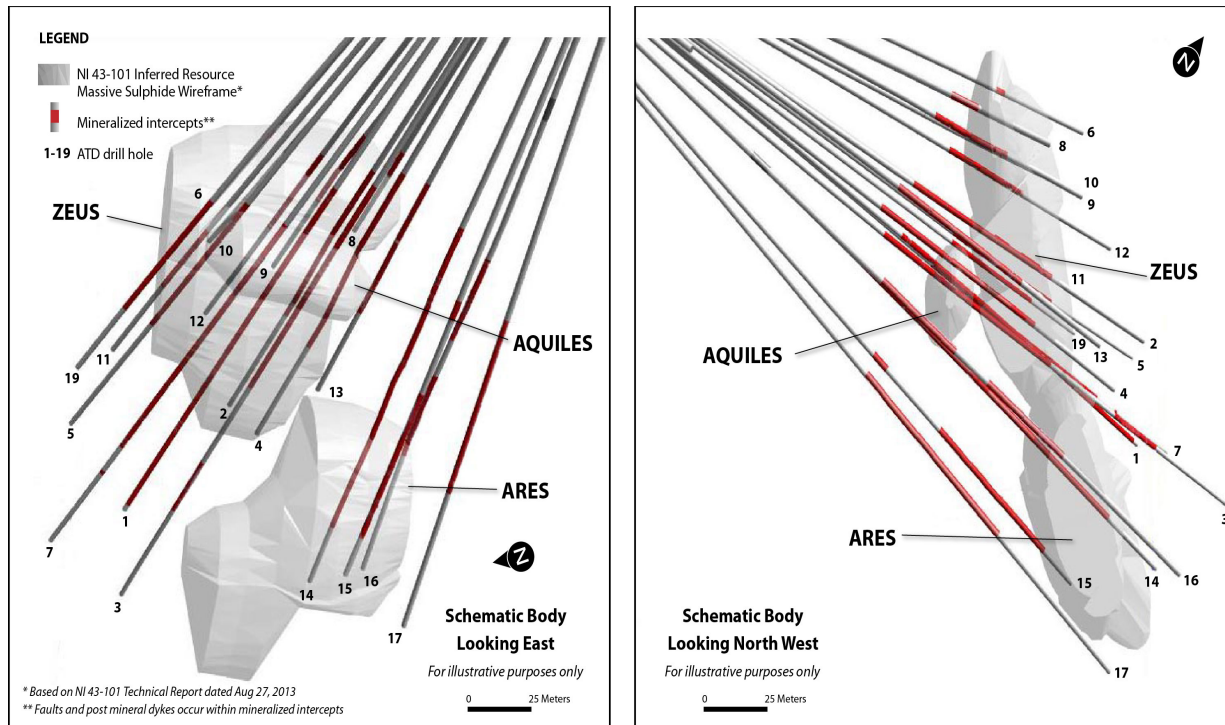 LEGEND
NI 43-101 Inferred Resource
Massive Sulphide Wireframe*
Mineralized intercepts**
1-19 ATD drill hole
6
ZEUS
10
8
9
12
11
AQUILES
19
13
2
5
4
ARES
1
7
N
14
15
16
3
17
Schematic Body
Looking East
For illustrative purposes only
0 25 Meters
* Based on NI 43-101 Technical Report dated Aug 27, 2013
** Faults and post mineral dykes occur within mineralized intercepts
N
6
8
10
9
12
ZEUS
11
AQUILES
19
13
2
5
4
7
1
3
ARES
15
14
16
Schematic Body
Looking North West
For illustrative purposes only
17
0 25 Meters